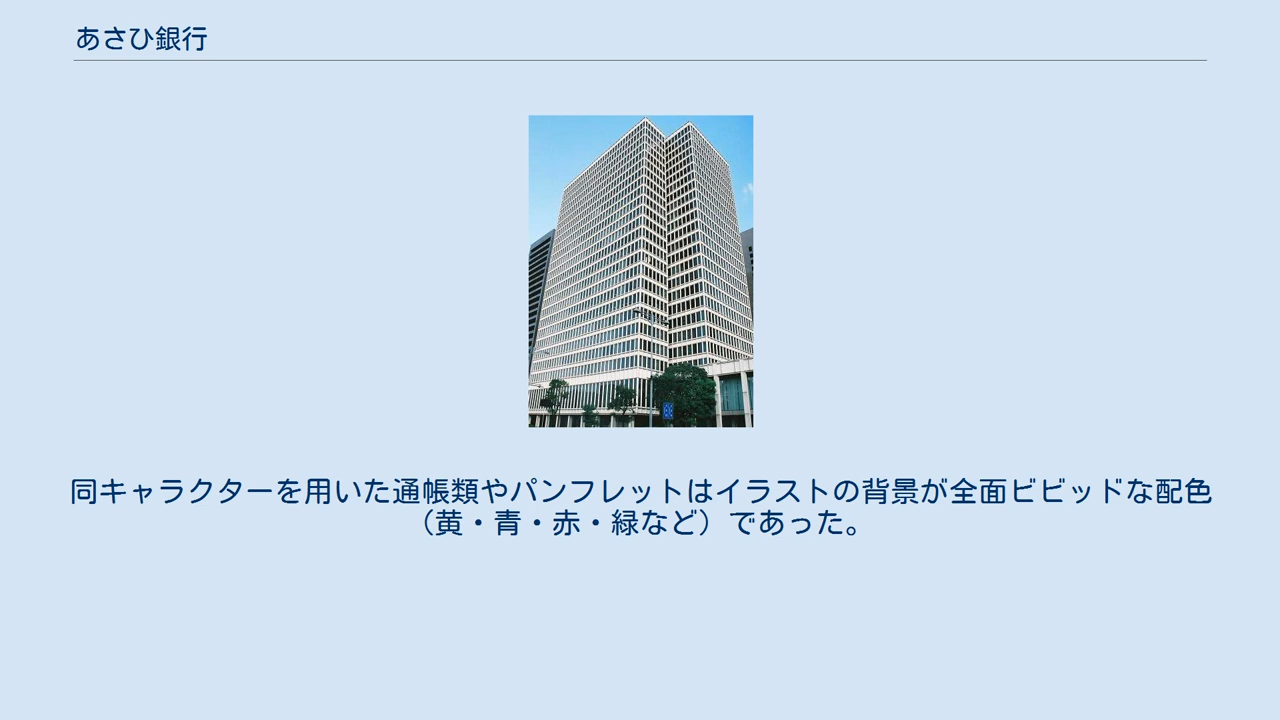 あさひ銀行
同キャラクターを用いた通帳類やパンフレットはイラストの背景が全面ビビッドな配色
（黄・青・赤・緑など）であった。